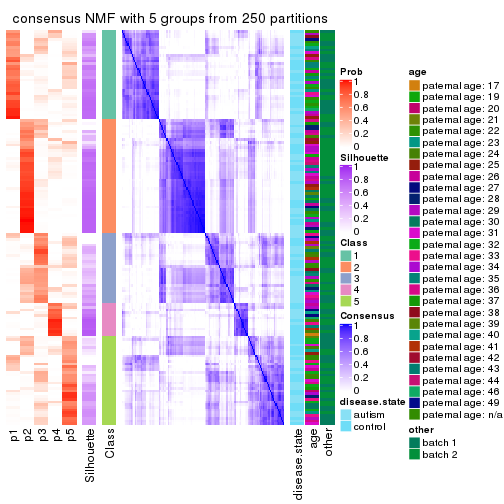 consensus NMF with 5 groups from 250 partitions
p1
p2
p3
p4
p5
Silhouette
Class
disease.state
age
other
Prob
1
0.8
0.6
0.4
0.2
0
Silhouette
1
0.8
0.6
0.4
0.2
0
Class
1
2
3
4
5
Consensus
1
0.8
0.6
0.4
0.2
0
disease.state
autism
control
age
paternal age: 17
paternal age: 19
paternal age: 20
paternal age: 21
paternal age: 22
paternal age: 23
paternal age: 24
paternal age: 25
paternal age: 26
paternal age: 27
paternal age: 28
paternal age: 29
paternal age: 30
paternal age: 31
paternal age: 32
paternal age: 33
paternal age: 34
paternal age: 35
paternal age: 36
paternal age: 37
paternal age: 38
paternal age: 39
paternal age: 40
paternal age: 41
paternal age: 42
paternal age: 43
paternal age: 44
paternal age: 46
paternal age: 49
paternal age: n/a
other
batch 1
batch 2